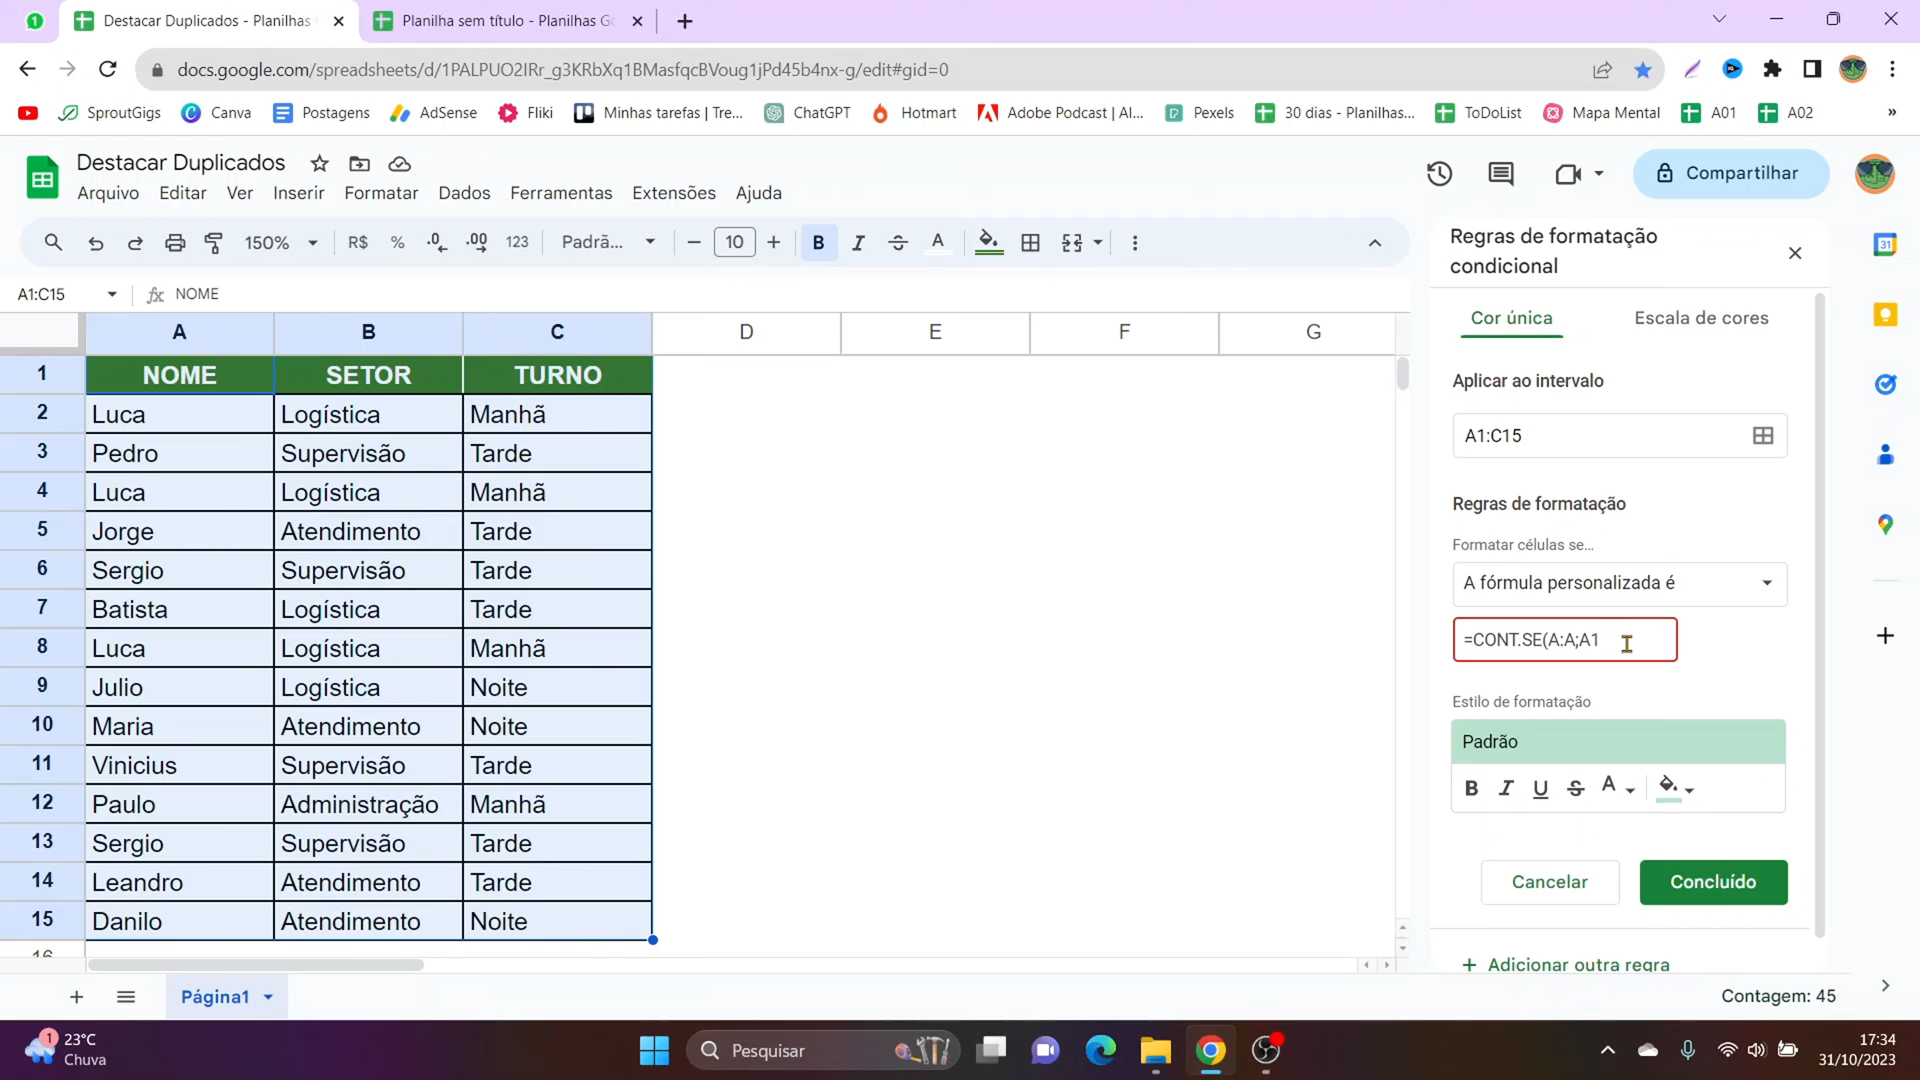 1
Destacar Duplicados - Planilhas
Planilha sem título - Planilhas Go
docs.google.com/spreadsheets/d/1PALPUO2IRr_g3KRbXq1BMasfqcBVoug1jPd45b4nx-g/edit#gid=0
SproutGigs
Canva
Postagens
AdSense
Fliki
Minhas tarefas | Tre...
ChatGPT
Hotmart
Adobe Podcast | AI...
Pexels
30 dias - Planilhas...
ToDoList
Mapa Mental
A01
A02
»
Destacar Duplicados
Arquivo Editar Ver Inserir Formatar Dados Ferramentas Extensões Ajuda
Compartilhar
150% R$ % .0 .00 123 Padrã... 10 B I S A
A1:C15
fx NOME
A B C D E F G
1 NOME SETOR TURNO
2 Luca Logística Manhã
3 Pedro Supervisão Tarde
4 Luca Logística Manhã
5 Jorge Atendimento Tarde
6 Sergio Supervisão Tarde
7 Batista Logística Tarde
8 Luca Logística Manhã
9 Julio Logística Noite
10 Maria Atendimento Noite
11 Vinicius Supervisão Tarde
12 Paulo Administração Manhã
13 Sergio Supervisão Tarde
14 Leandro Atendimento Tarde
15 Danilo Atendimento Noite
16
Regras de formatação
condicional
Cor única
Escala de cores
Aplicar ao intervalo
A1:C15
Regras de formatação
Formatar células se...
A fórmula personalizada é
=CONT.SE(A:A;A1
Estilo de formatação
Padrão
B I U S A
Cancelar
Concluído
+ Adicionar outra regra
31
Página1
Contagem: 45
1
23°C
Chuva
Pesquisar
17:34
31/10/2023